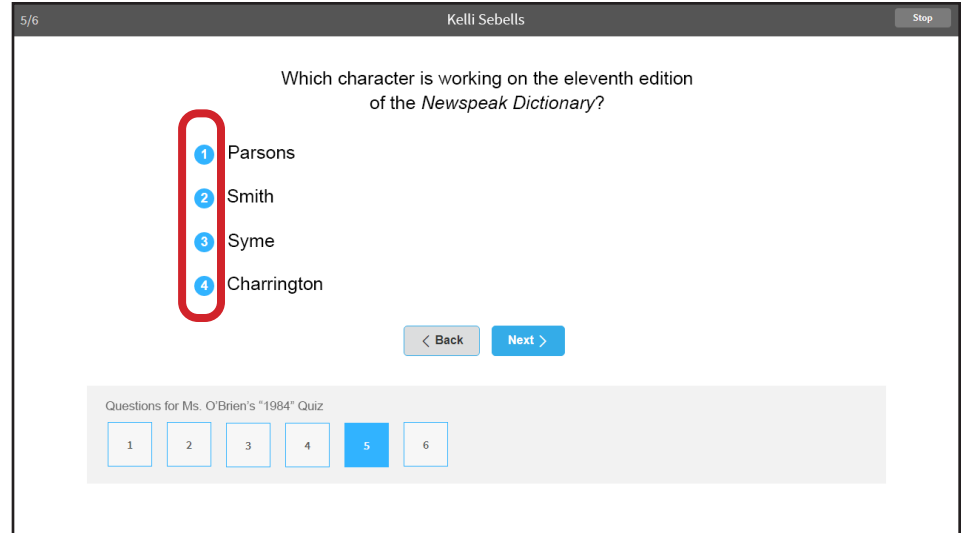 5/6
Kelli Sebells
Stop
Which character is working on the eleventh edition
of the Newspeak Dictionary?
1 Parsons
2 Smith
3 Syme
4 Charrington
Back
Next
Questions for Ms. O'Brien's "1984" Quiz
1 2 3 4 5 6